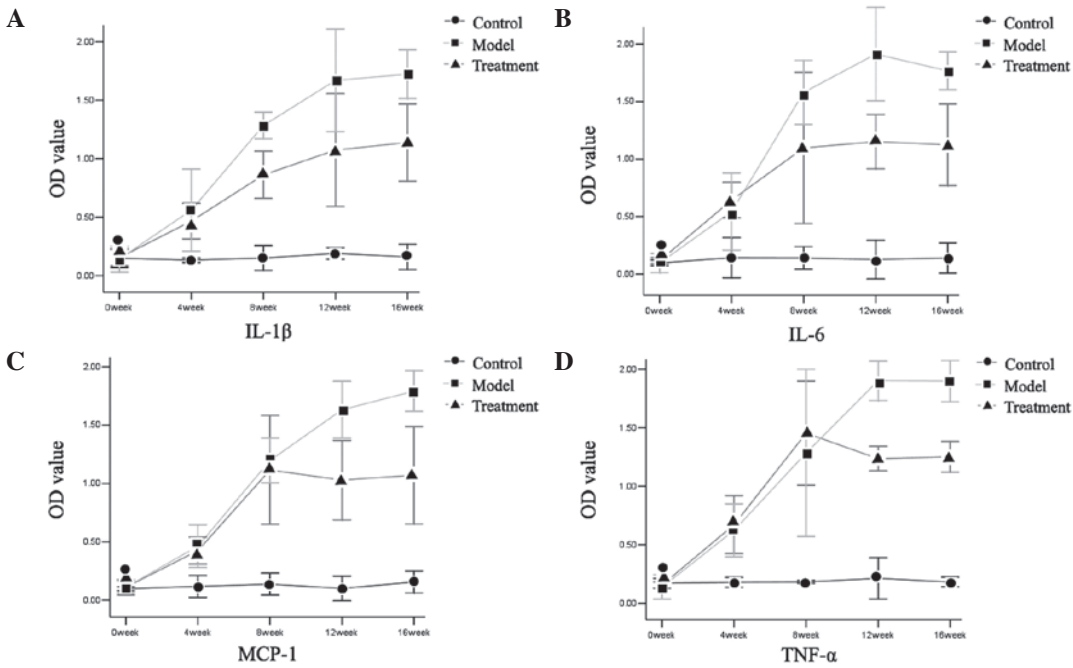 A
Control
Model
Treatment
OD value
2.00
1.50
1.00
0.50
0.00
0week
4week
8week
12week
16week
IL-1β
B
Control
Model
Treatment
OD value
2.00
1.50
1.00
0.50
0.00
0week
4week
8week
12week
16week
IL-6
C
Control
Model
Treatment
OD value
2.00
1.50
1.00
0.50
0.00
0week
4week
8week
12week
16week
MCP-1
D
Control
Model
Treatment
OD value
2.00
1.50
1.00
0.50
0.00
0week
4week
8week
12week
16week
TNF-α